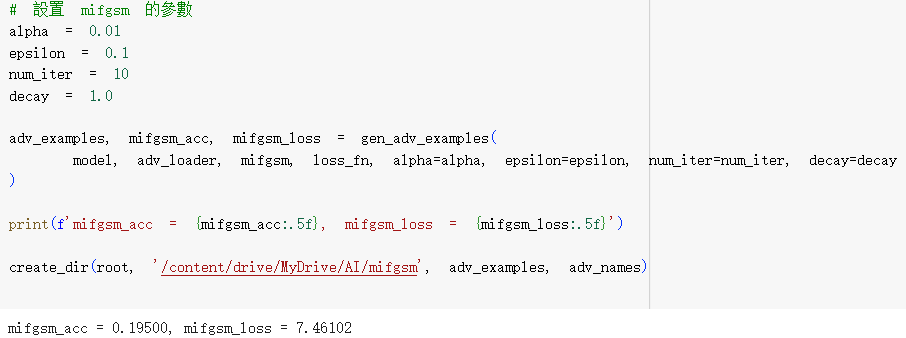 # 設置 mifgsm 的參數
alpha = 0.01
epsilon = 0.1
num_iter = 10
decay = 1.0
adv_examples, mifgsm_acc, mifgsm_loss = gen_adv_examples(
model, adv_loader, mifgsm, loss_fn, alpha=alpha, epsilon=epsilon, num_iter=num_iter, decay=decay
)
print(f'mifgsm_acc = {mifgsm_acc:.5f}, mifgsm_loss = {mifgsm_loss:.5f}')
create_dir(root, '/content/drive/MyDrive/AI/mifgsm', adv_examples, adv_names)
mifgsm_acc = 0.19500, mifgsm_loss = 7.46102